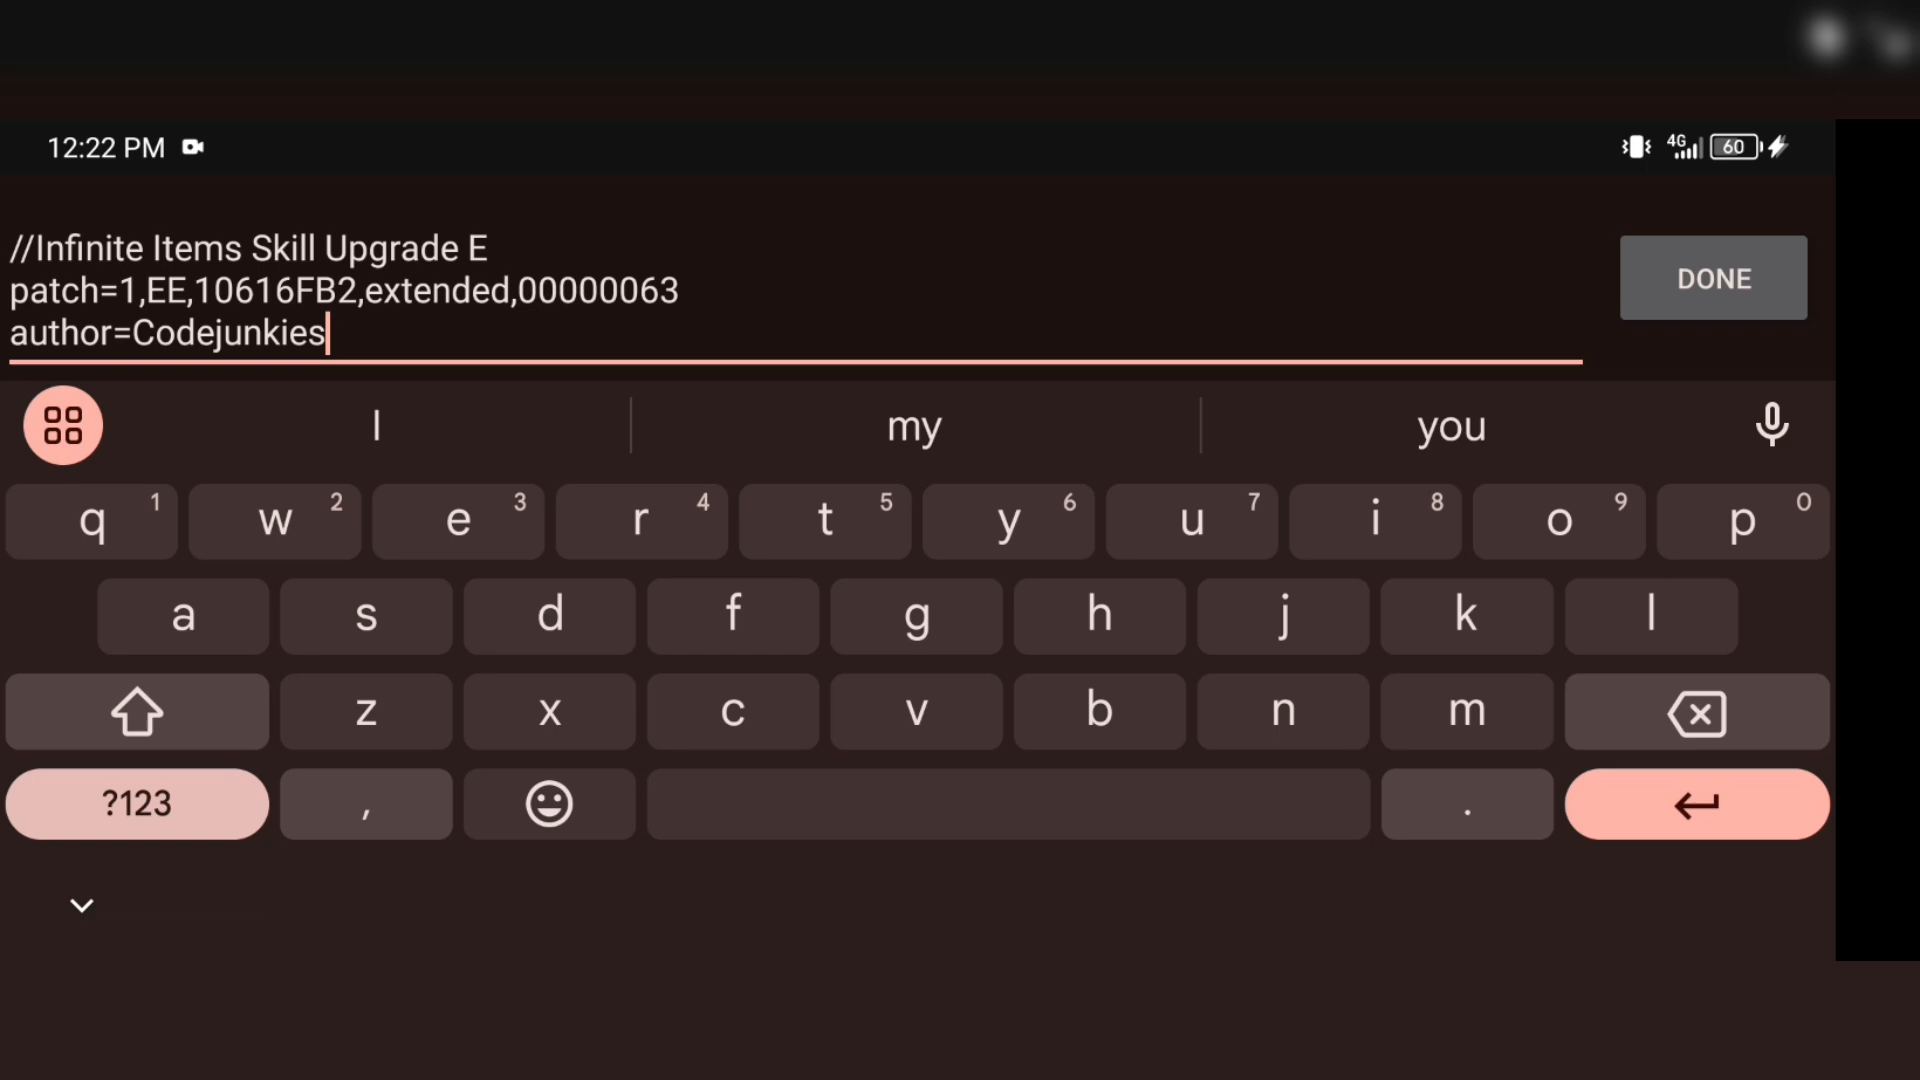 12:22 PM 4G 60
//Infinite Items Skill Upgrade E
patch=1,EE,10616FB2,extended,00000063
author=Codejunkies
DONE
I my you
q 1 w 2 e 3 r 4 t 5 y 6 u 7 i 8 o 9 p 0
a s d f g h j k l
z x c v b n m
?123 , .